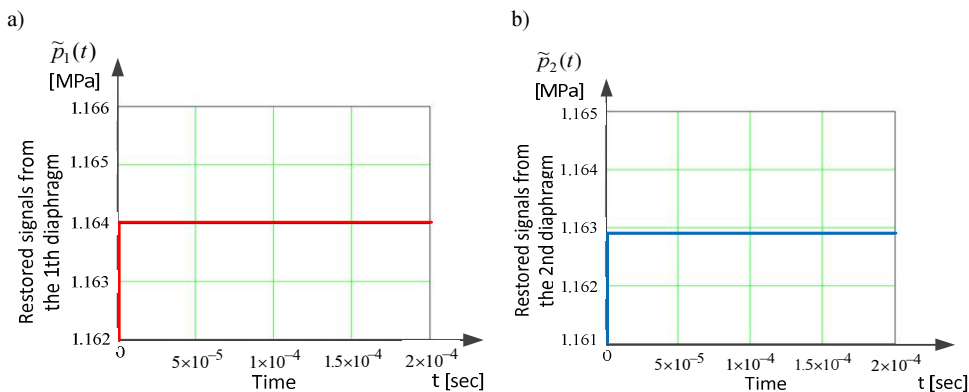 a)
p̃₁(t)
[MPa]
Restored signals from
the 1th diaphragm
1.166
1.165
1.164
1.163
1.162
0
5×10⁻⁵
1×10⁻⁴
1.5×10⁻⁴
2×10⁻⁴
Time
t [sec]
b)
p̃₂(t)
[MPa]
Restored signals from
the 2nd diaphragm
1.165
1.164
1.163
1.162
1.161
0
5×10⁻⁵
1×10⁻⁴
1.5×10⁻⁴
2×10⁻⁴
Time
t [sec]